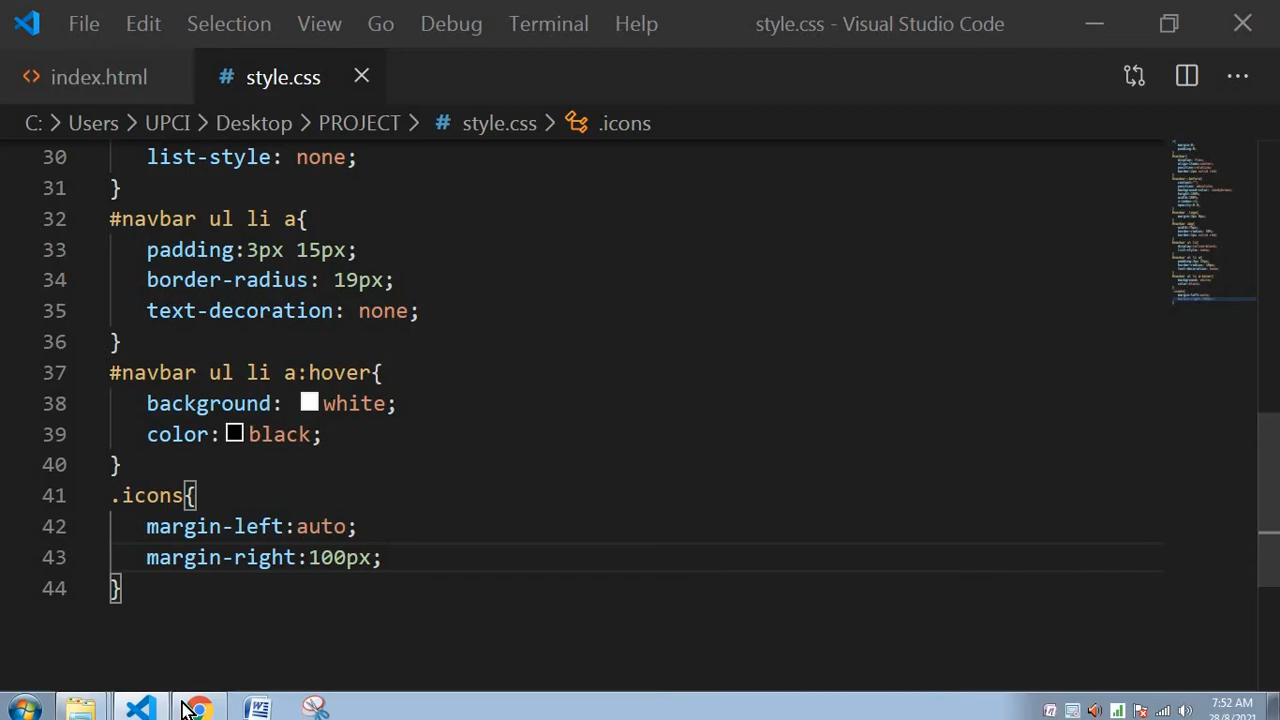 File Edit Selection View Go Debug Terminal Help style.css - Visual Studio Code
index.html # style.css
C: > Users > UPCI > Desktop > PROJECT > # style.css > .icons
30 list-style: none;
31 }
32 #navbar ul li a{
33 padding:3px 15px;
34 border-radius: 19px;
35 text-decoration: none;
36 }
37 #navbar ul li a:hover{
38 background: white;
39 color: black;
40 }
41 .icons{
42 margin-left:auto;
43 margin-right:100px;
44 }
7:52 AM
28/8/2021